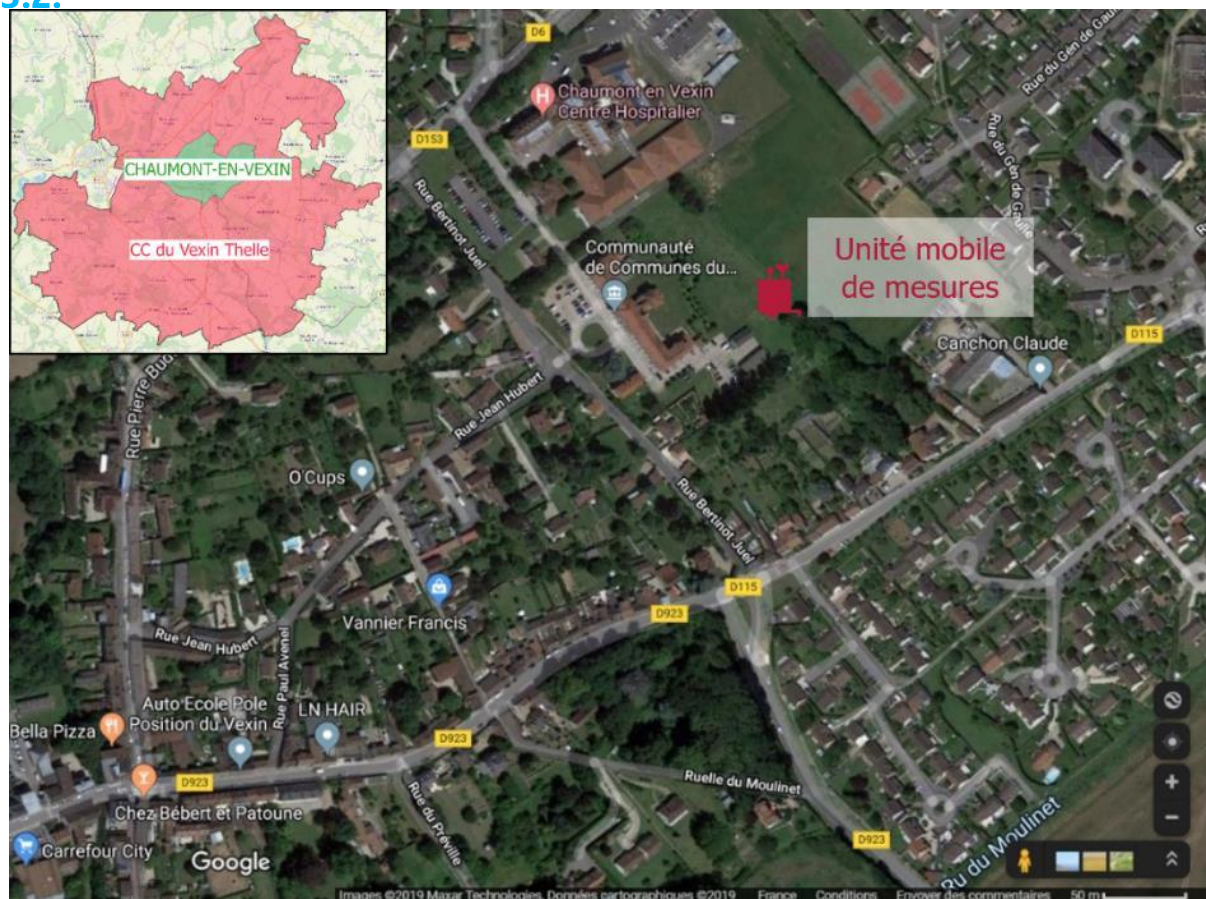 3.2.
CHAUMONT-EN-VEXIN
CC du Vexin Thelle
D6
Chaumont en Vexin
Centre Hospitalier
D153
Rue du Gén de Gaulle
Rue du Gén de Gaulle
Rue Bertinot Juel
Communauté
de Communes du...
Unité mobile
de mesures
D115
Canchon Claude
Rue Jean Hubert
O'Cups
Rue Bertinot Juel
D115
Vannier Francis
D923
Rue Jean Hubert
Rue Paul Avenel
Auto Ecole Pole
Position du Vexin
LN HAIR
Bella Pizza
D923
D923
Ruelle du Moulinet
Chez Bébert et Patoune
Rue du Préville
D923
Ru du Moulinet
Carrefour City
Google
Images ©2019 Maxar Technologies, Données cartographiques ©2019
France
Conditions
Envoyer des commentaires
50 m